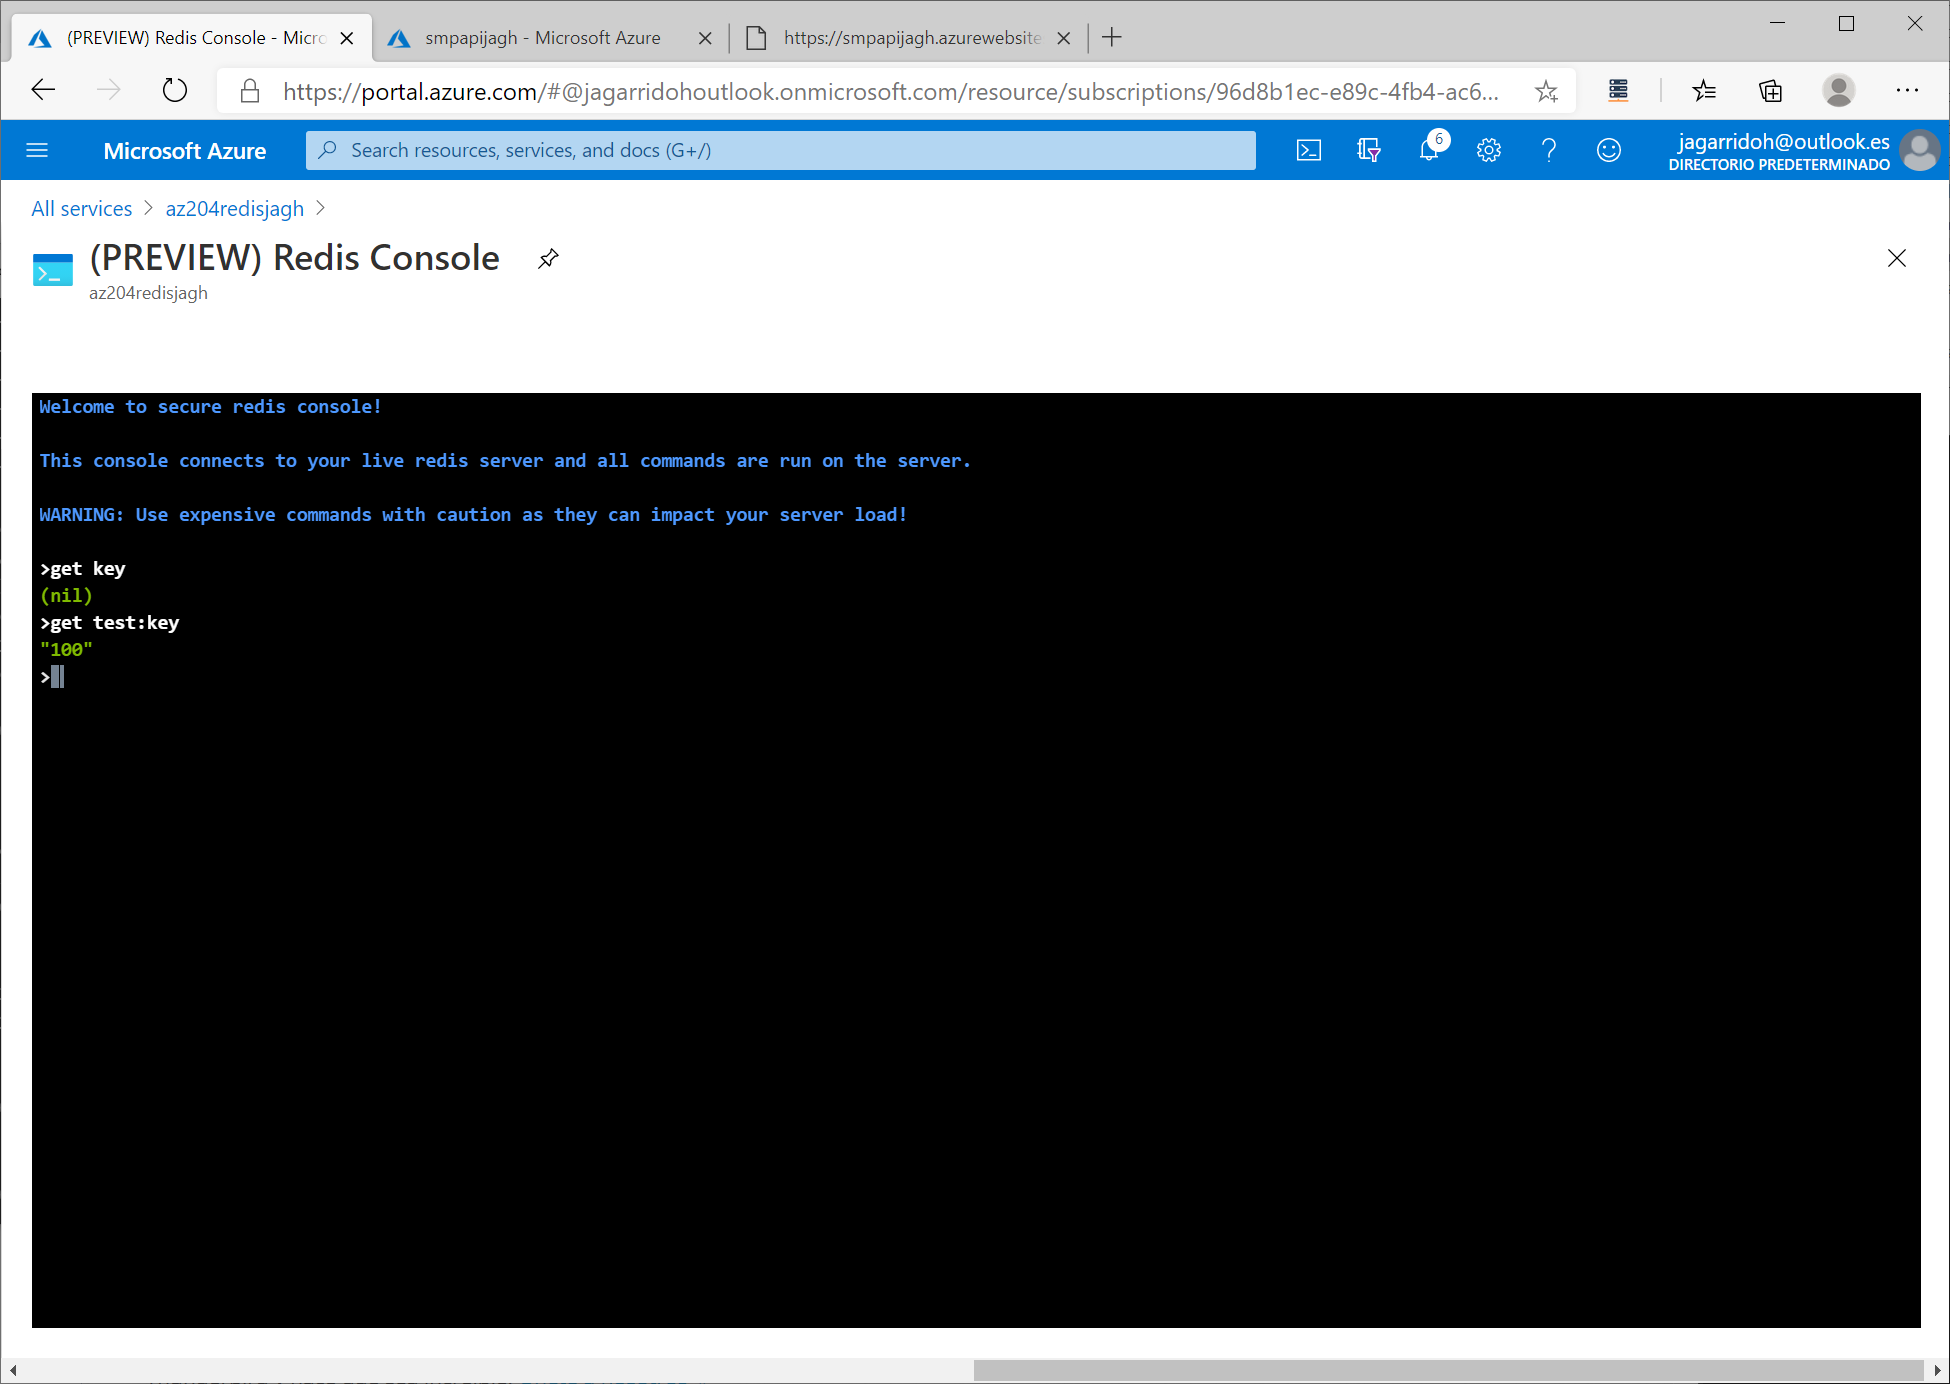 (PREVIEW) Redis Console - Micro
smpapijagh - Microsoft Azure
https://smpapijagh.azurewebsite
https://portal.azure.com/#@jagarridohoutlook.onmicrosoft.com/resource/subscriptions/96d8b1ec-e89c-4fb4-ac6...
Microsoft Azure
Search resources, services, and docs (G+/)
6
jagarridoh@outlook.es
DIRECTORIO PREDETERMINADO
All services > az204redisjagh >
(PREVIEW) Redis Console
az204redisjagh
Welcome to secure redis console!
This console connects to your live redis server and all commands are run on the server.
WARNING: Use expensive commands with caution as they can impact your server load!
>get key
(nil)
>get test:key
"100"
>